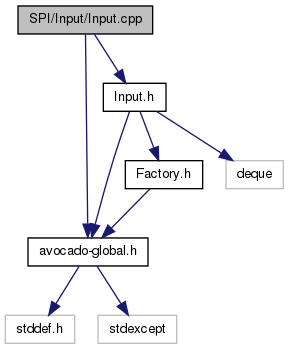 SPI/Input/Input.cpp
Input.h
Factory.h
deque
avocado-global.h
stddef.h
stdexcept